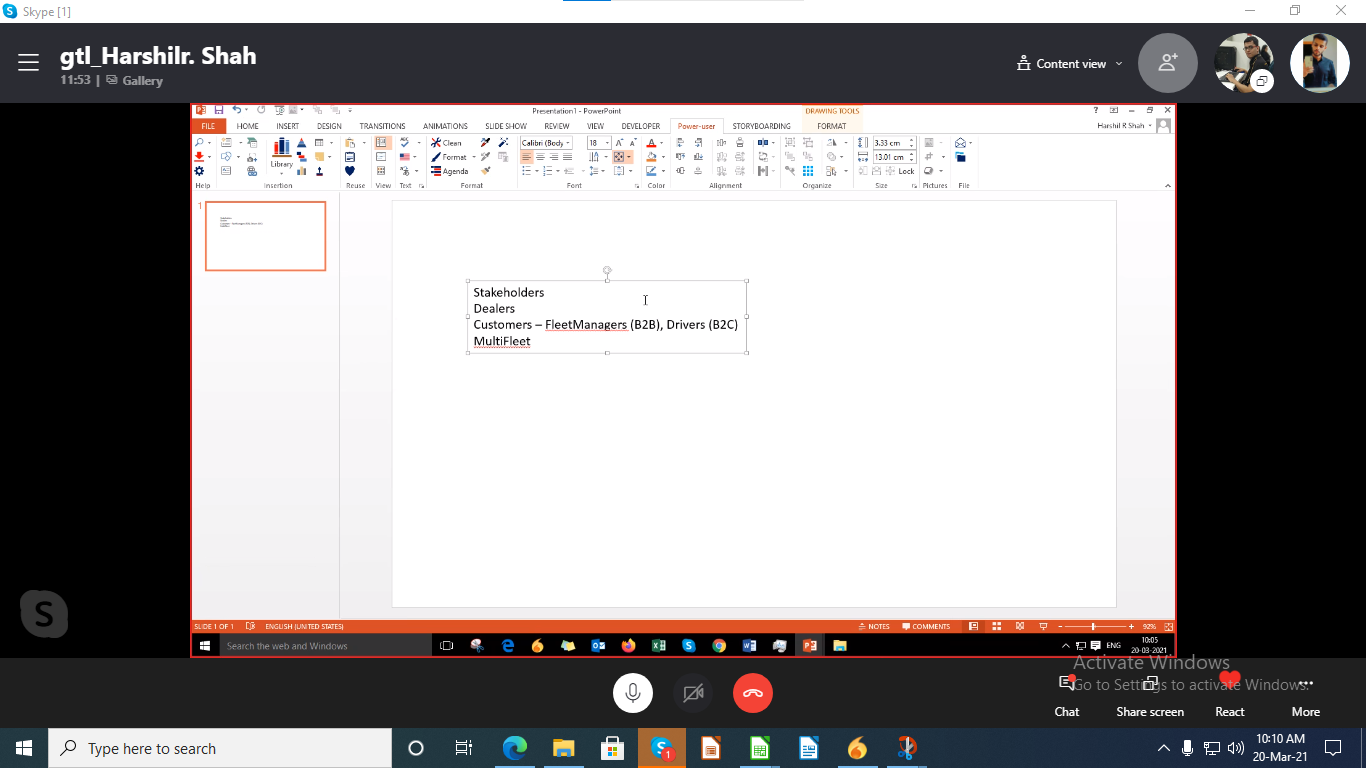 Skype [1]
gtl_Harshilr. Shah
11:53 | Gallery
Content view
Presentation1 - PowerPoint
DRAWING TOOLS
FILE HOME INSERT DESIGN TRANSITIONS ANIMATIONS SLIDE SHOW REVIEW VIEW DEVELOPER Power-user STORYBOARDING FORMAT
Harshil R Shah
Clean
Calibri (Body)
18
3.33 cm
Library
Format
13.01 cm
Agenda
Lock
Help Insertion Reuse View Text Format Font Color Alignment Organize Size Pictures File
1
Stakeholders
Dealers
Customers – FleetManagers (B2B), Drivers (B2C)
MultiFleet
SLIDE 1 OF 1 ENGLISH (UNITED STATES)
NOTES COMMENTS 92%
Search the web and Windows
ENG
10:05
20-03-2021
Activate Windows
Go to Settings to activate Windows.
Chat Share screen React More
Type here to search
1
10:10 AM
20-Mar-21